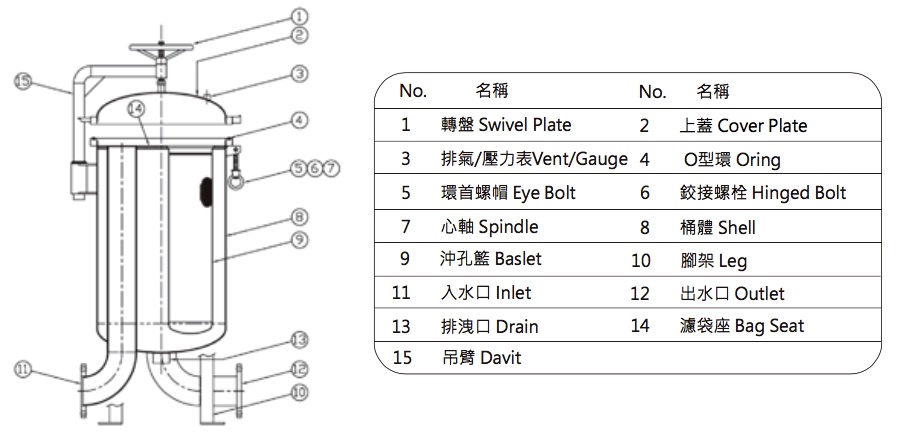 1
2
3
15
14
4
5 6 7
8
9
13
11
12
10
No. 名稱 No. 名稱
1 轉盤 Swivel Plate 2 上蓋 Cover Plate
3 排氣/壓力表Vent/Gauge 4 O型環 Oring
5 環首螺帽 Eye Bolt 6 鉸接螺栓 Hinged Bolt
7 心軸 Spindle 8 桶體 Shell
9 沖孔籃 Baslet 10 腳架 Leg
11 入水口 Inlet 12 出水口 Outlet
13 排洩口 Drain 14 濾袋座 Bag Seat
15 吊臂 Davit